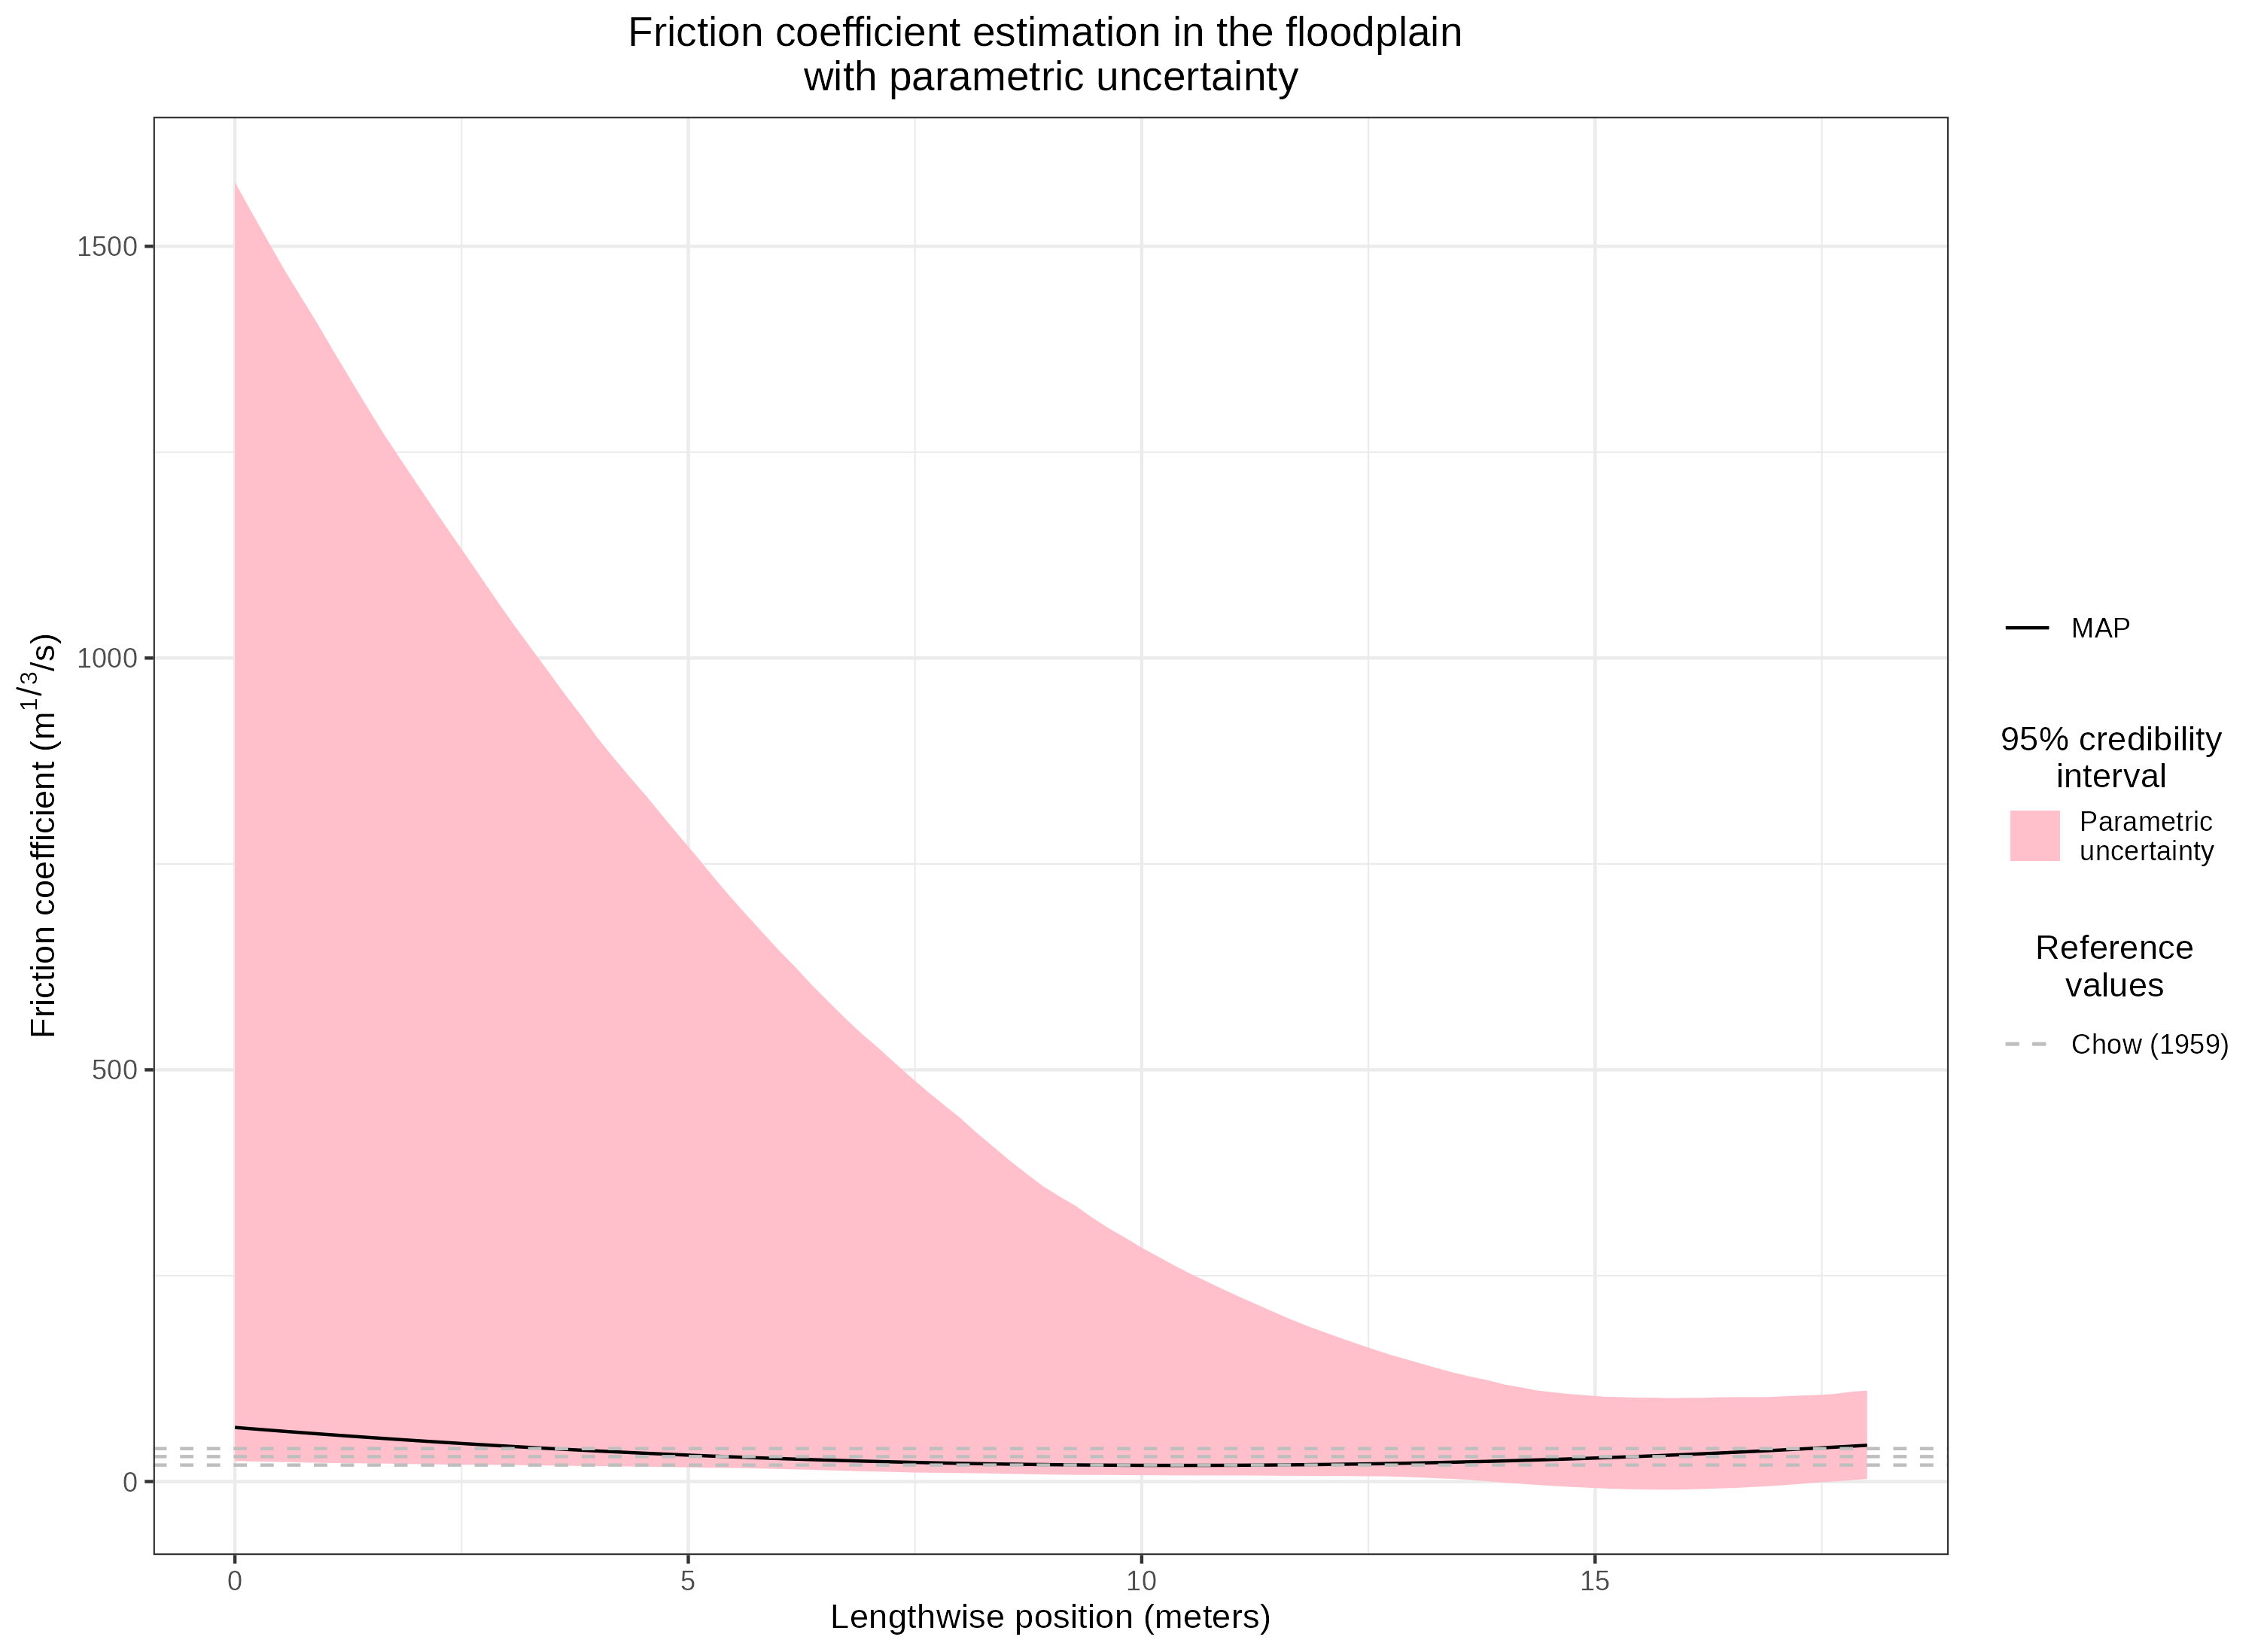 Friction coefficient estimation in the floodplain
with parametric uncertainty
Friction coefficient (m^1/3/s)
1500
1000
500
0
0 5 10 15
Lengthwise position (meters)
MAP
95% credibility
interval
Parametric
uncertainty
Reference
values
Chow (1959)